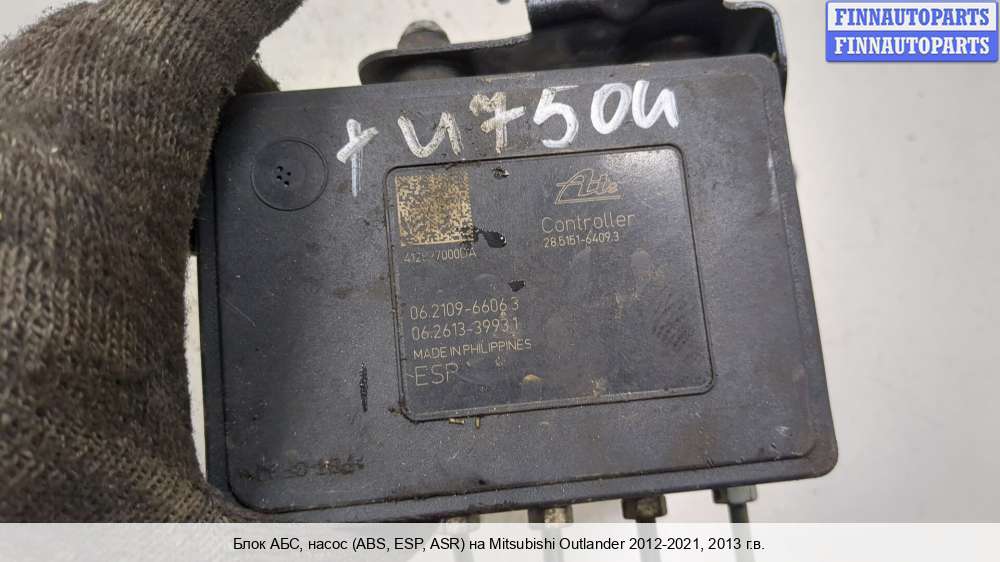 FINNAUTOPARTS
FINNAUTOPARTS
Ate
Controller
28.5151-6409.3
06.2109-6606.3
06.2613-3993.1
MADE IN PHILIPPINES
ESP
Блок АБС, насос (ABS, ESP, ASR) на Mitsubishi Outlander 2012-2021, 2013 г.в.